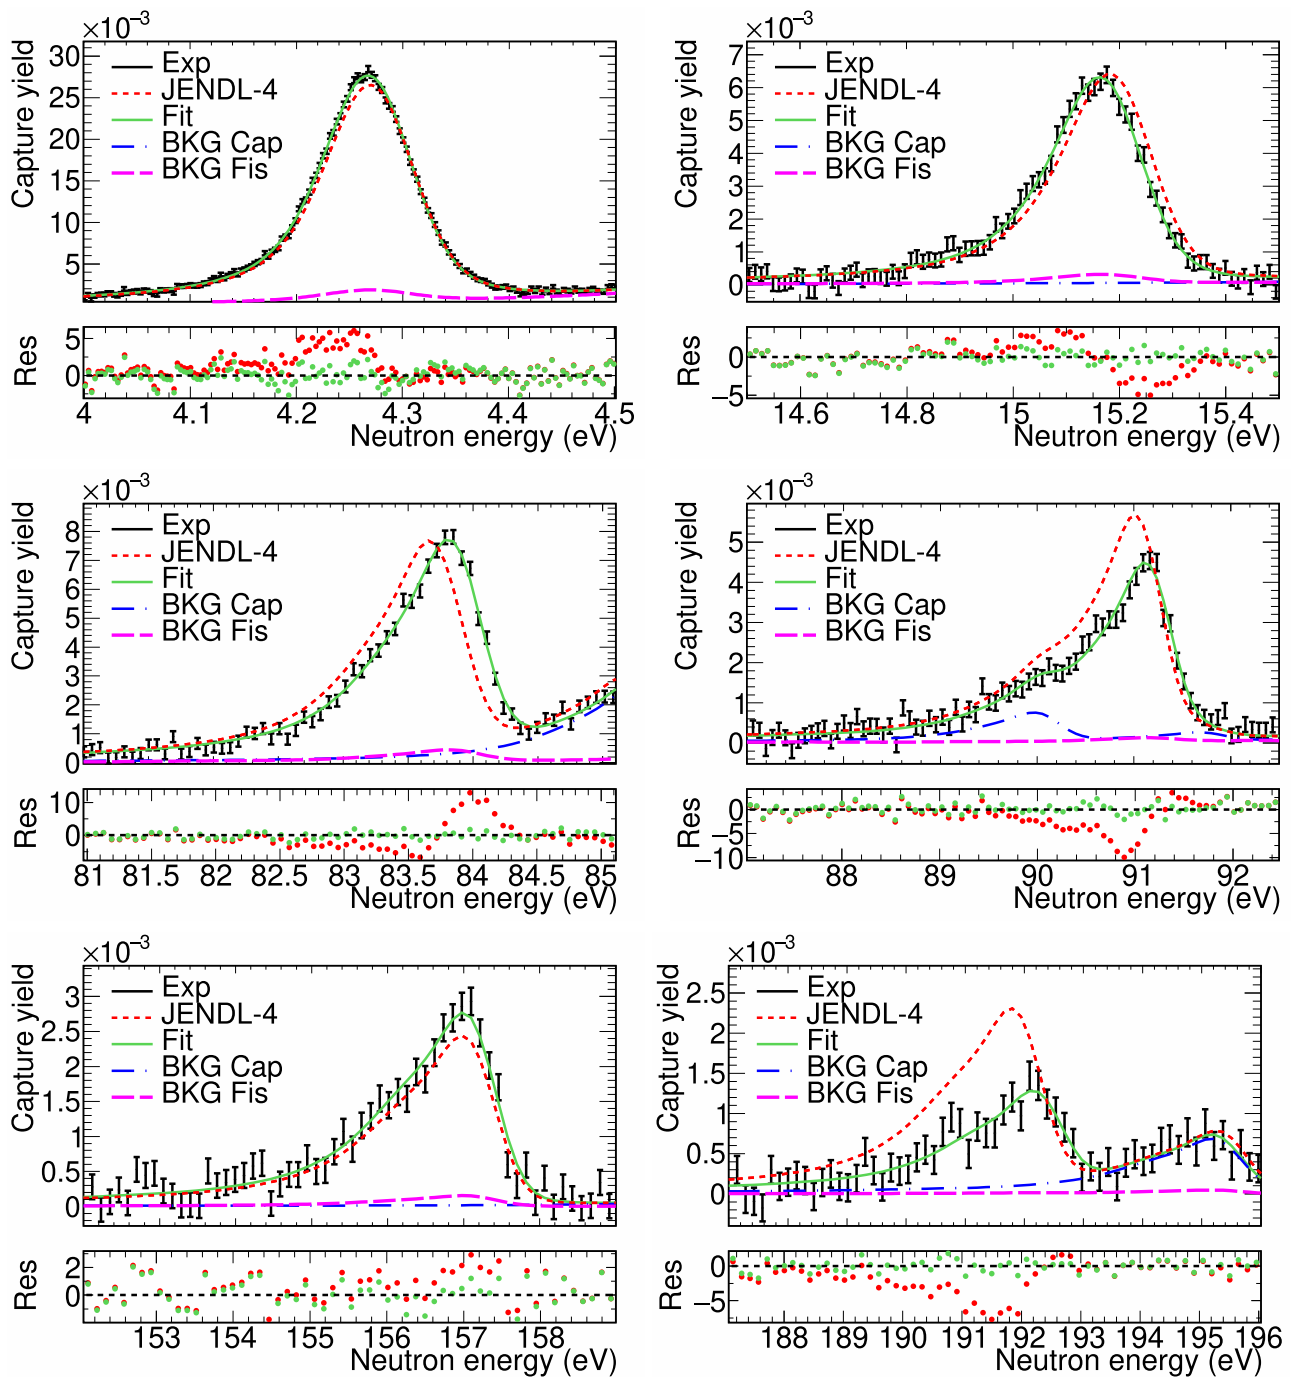 ×10⁻³
Capture yield
30
25
20
15
10
5
Exp
JENDL-4
Fit
BKG Cap
BKG Fis
Res
5
0
4 4.1 4.2 4.3 4.4 4.5
Neutron energy (eV)
×10⁻³
Capture yield
7
6
5
4
3
2
1
0
Exp
JENDL-4
Fit
BKG Cap
BKG Fis
Res
0
−5
14.6 14.8 15 15.2 15.4
Neutron energy (eV)
×10⁻³
Capture yield
8
7
6
5
4
3
2
1
0
Exp
JENDL-4
Fit
BKG Cap
BKG Fis
Res
10
0
81 81.5 82 82.5 83 83.5 84 84.5 85
Neutron energy (eV)
×10⁻³
Capture yield
5
4
3
2
1
0
Exp
JENDL-4
Fit
BKG Cap
BKG Fis
Res
0
−5
−10
88 89 90 91 92
Neutron energy (eV)
×10⁻³
Capture yield
3
2.5
2
1.5
1
0.5
0
Exp
JENDL-4
Fit
BKG Cap
BKG Fis
Res
2
0
153 154 155 156 157 158
Neutron energy (eV)
×10⁻³
Capture yield
2.5
2
1.5
1
0.5
0
Exp
JENDL-4
Fit
BKG Cap
BKG Fis
Res
0
−5
188 189 190 191 192 193 194 195 196
Neutron energy (eV)